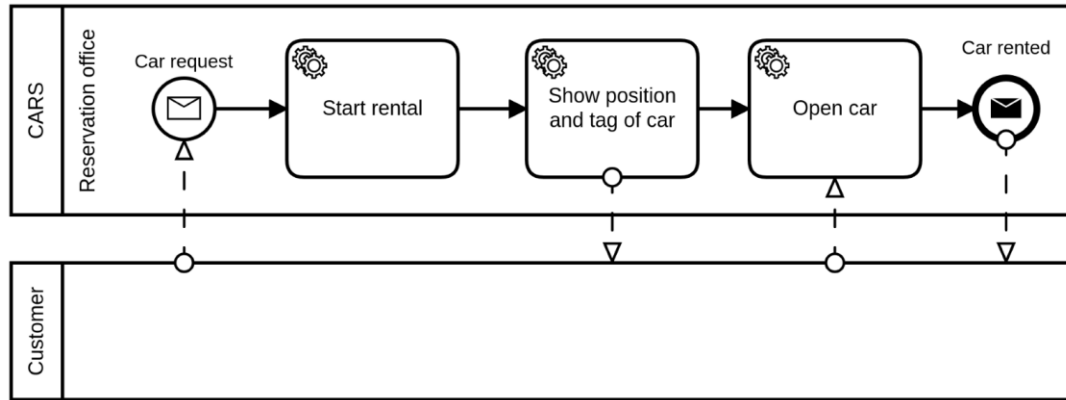 CARS
Reservation office
Car request
Start rental
Show position
and tag of car
Open car
Car rented
Customer